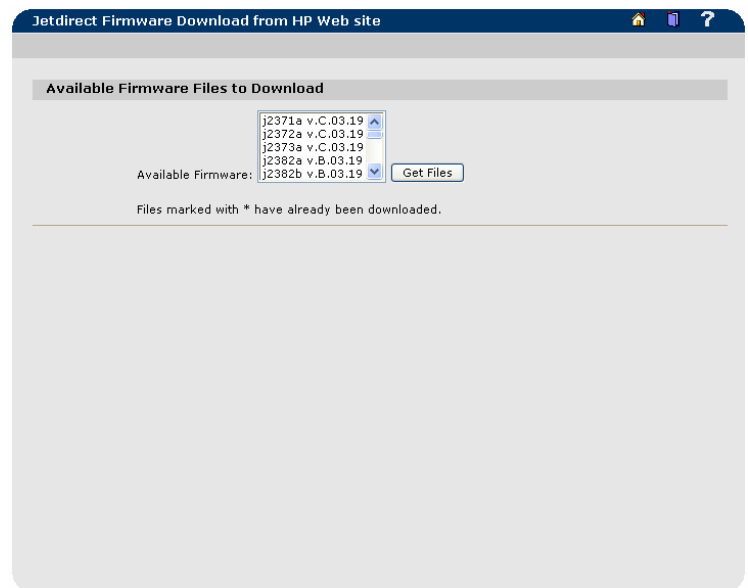 Jetdirect Firmware Download from HP Web site
?
Available Firmware Files to Download
j2371a v.C.03.19
j2372a v.C.03.19
j2373a v.C.03.19
j2382a v.B.03.19
j2382b v.B.03.19
Available Firmware:
Get Files
Files marked with * have already been downloaded.